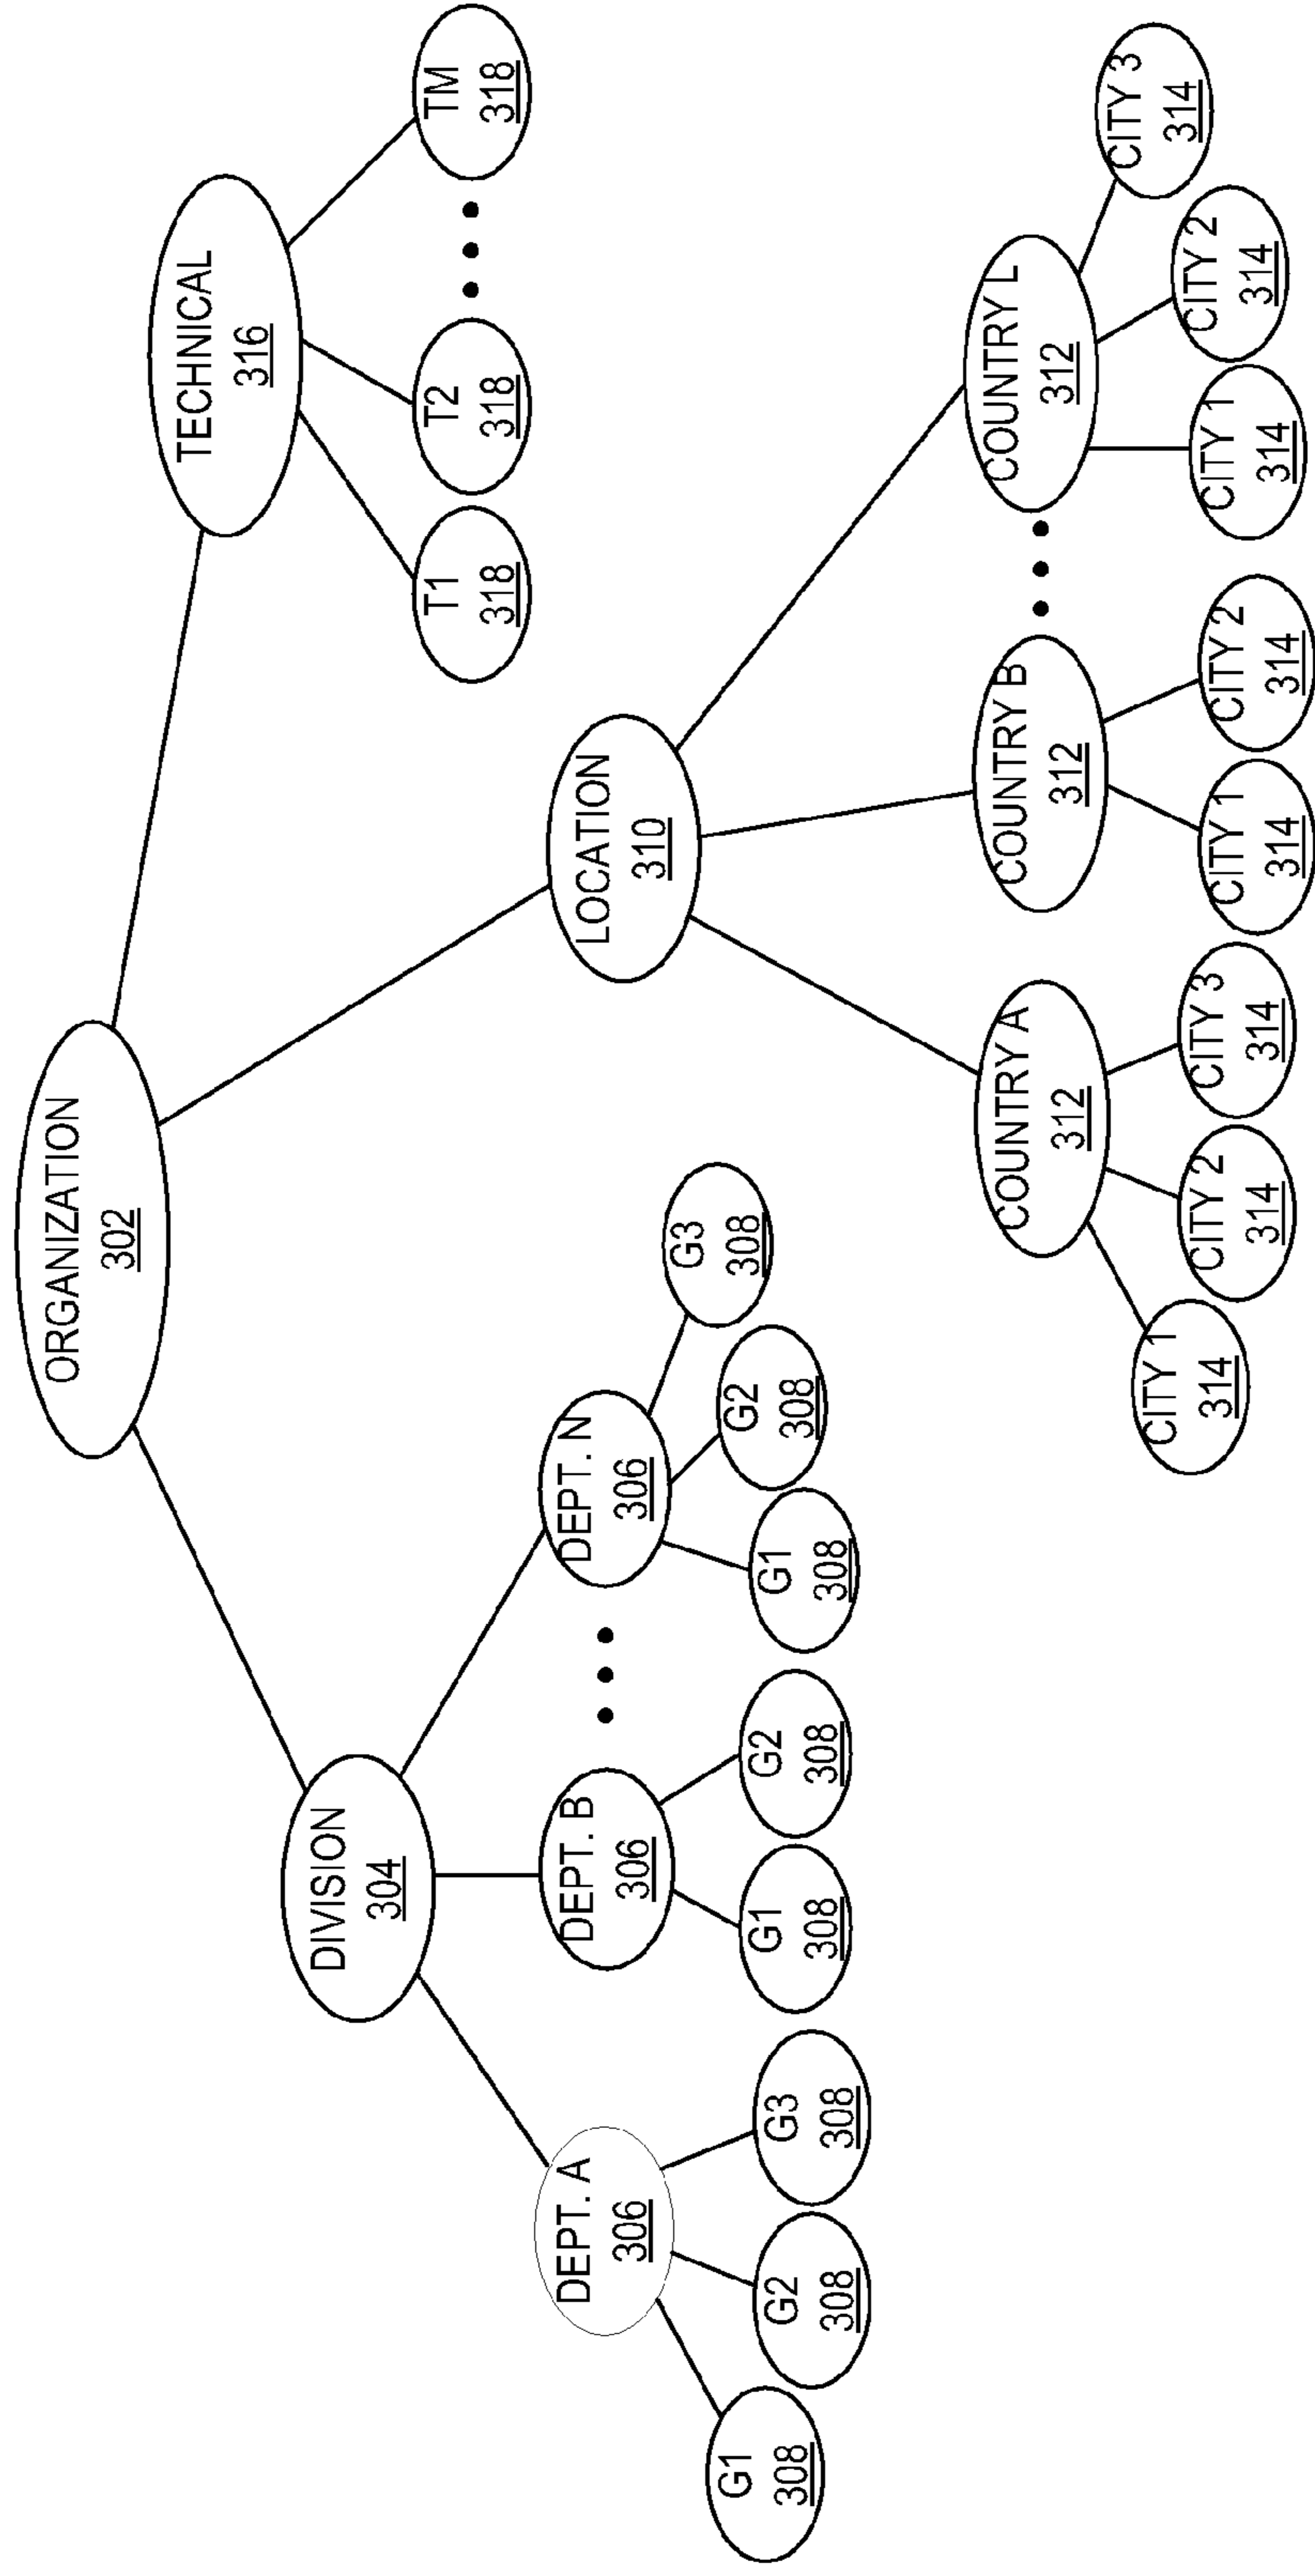 ORGANIZATION
302
DIVISION
304
TECHNICAL
316
DEPT. A
306
DEPT. B
306
DEPT. N
306
LOCATION
310
T1
318
T2
318
TM
318
G1
308
G2
308
G3
308
G1
308
G2
308
G1
308
G2
308
G3
308
COUNTRY A
312
COUNTRY B
312
COUNTRY L
312
CITY 1
314
CITY 2
314
CITY 3
314
CITY 1
314
CITY 2
314
CITY 1
314
CITY 2
314
CITY 3
314